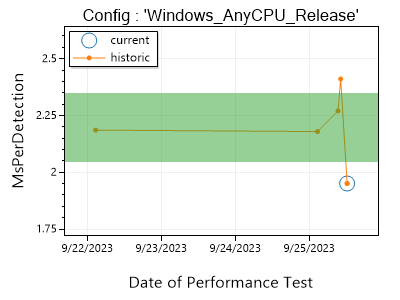 Config : 'Windows_AnyCPU_Release'
current
historic
MsPerDetection
2.5
2.25
2
1.75
9/22/2023
9/23/2023
9/24/2023
9/25/2023
Date of Performance Test